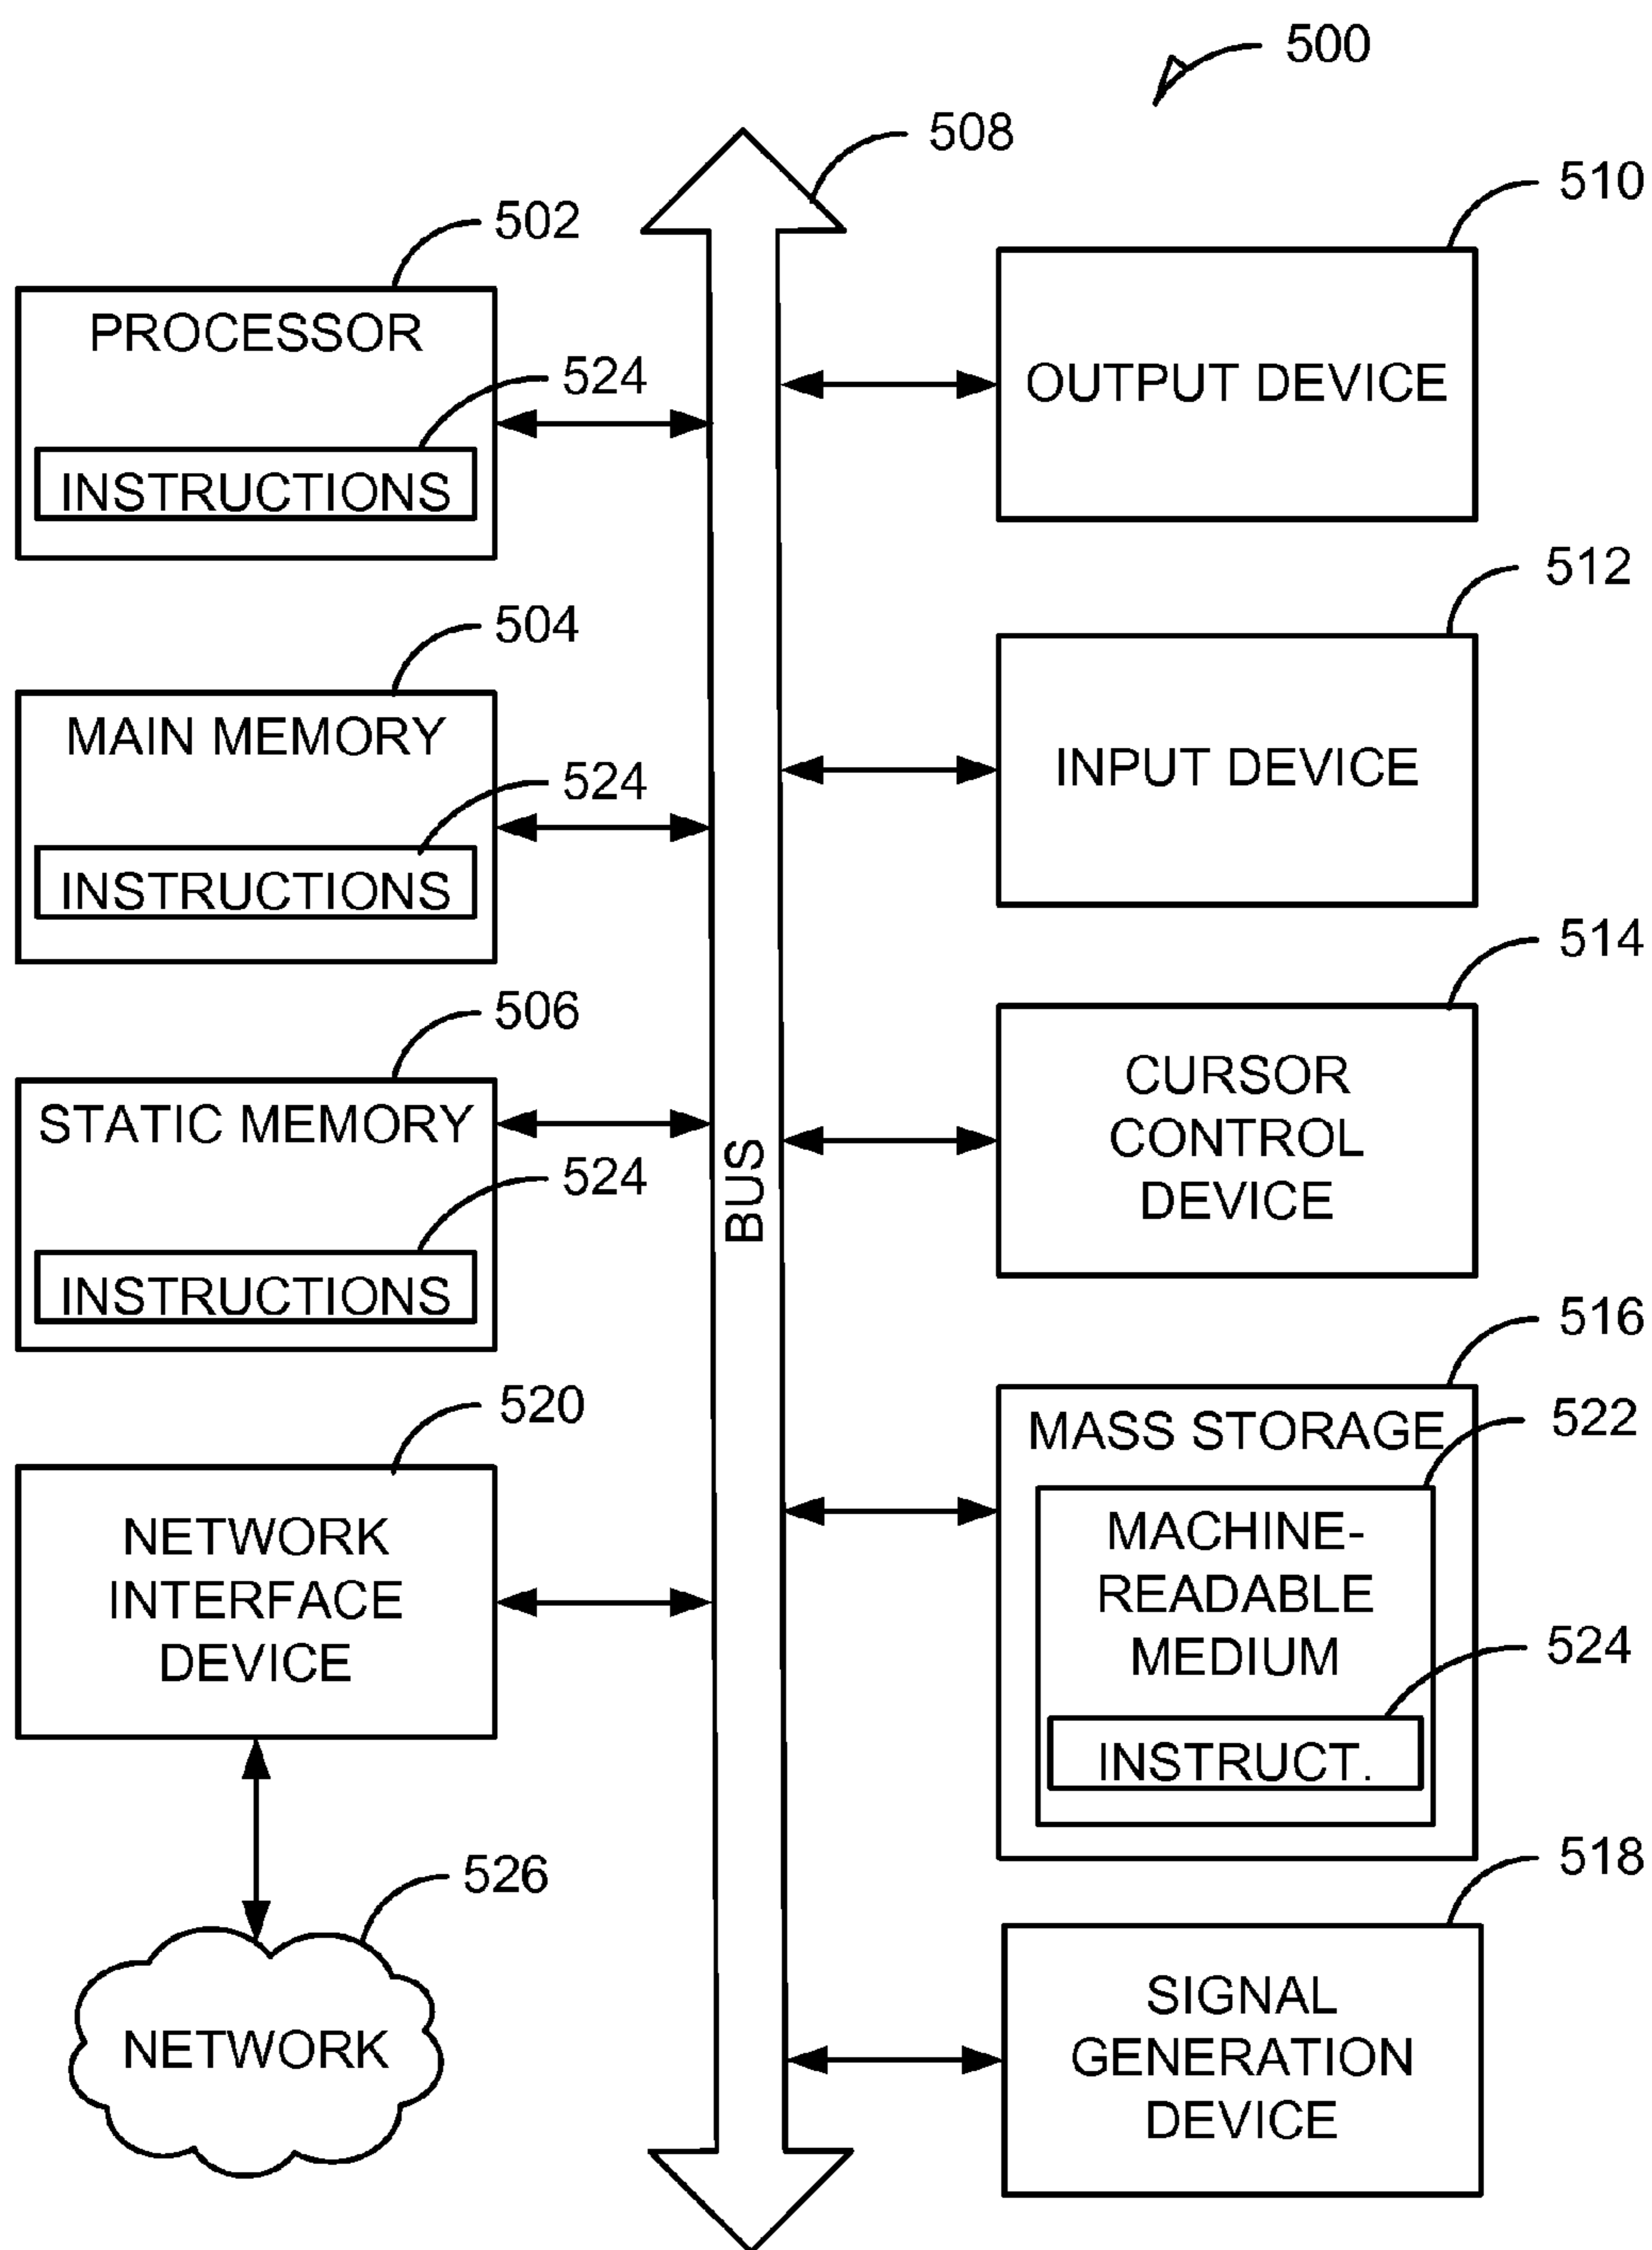 500
508
502
PROCESSOR
524
INSTRUCTIONS
504
MAIN MEMORY
524
INSTRUCTIONS
506
STATIC MEMORY
524
INSTRUCTIONS
520
NETWORK
INTERFACE
DEVICE
526
NETWORK
BUS
510
OUTPUT DEVICE
512
INPUT DEVICE
514
CURSOR
CONTROL
DEVICE
516
MASS STORAGE
522
MACHINE-
READABLE
MEDIUM
524
INSTRUCT.
518
SIGNAL
GENERATION
DEVICE